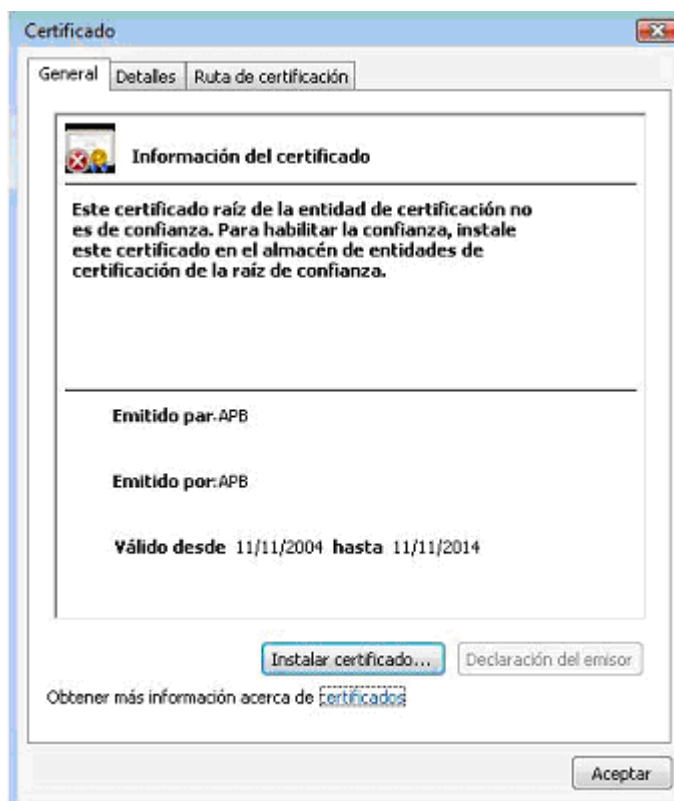 Certificado
General Detalles Ruta de certificación
Información del certificado
Este certificado raíz de la entidad de certificación no
es de confianza. Para habilitar la confianza, instale
este certificado en el almacén de entidades de
certificación de la raíz de confianza.
Emitido par APB
Emitido por: APB
Válido desde 11/11/2004 hasta 11/11/2014
Instalar certificado... Declaración del emisor
Obtener más información acerca de certificados
Aceptar